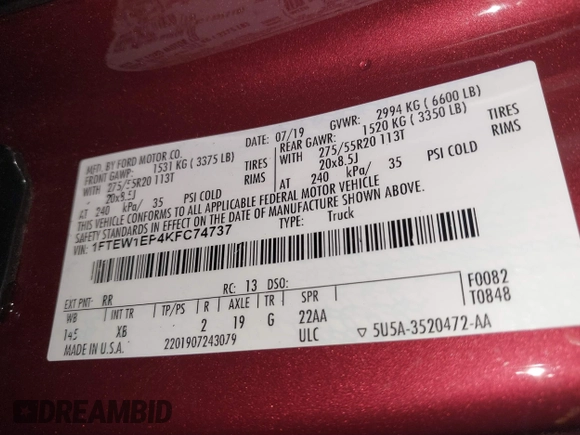 MFD. BY FORD MOTOR CO.
DATE: 07/19 GVWR: 2994 KG ( 6600 LB)
FRONT GAWR: 1531 KG ( 3375 LB) REAR GAWR: 1520 KG ( 3350 LB)
WITH 275/55R20 113T TIRES WITH 275/55R20 113T TIRES
20x8.5J RIMS 20x8.5J RIMS
AT 240 kPa/ 35 PSI COLD AT 240 kPa/ 35 PSI COLD
THIS VEHICLE CONFORMS TO ALL APPLICABLE FEDERAL MOTOR VEHICLE
SAFETY STANDARDS IN EFFECT ON THE DATE OF MANUFACTURE SHOWN ABOVE.
VIN: 1FTEW1EP4KFC74737 TYPE: Truck
EXT PNT: RR RC: 13 DSO: F0082
WB INT TR TP/PS R AXLE TR SPR T0848
145 XB 2 19 G 22AA
MADE IN U.S.A. 2201907243079 ULC ▽ 5U5A-3520472-AA
DREAMBID